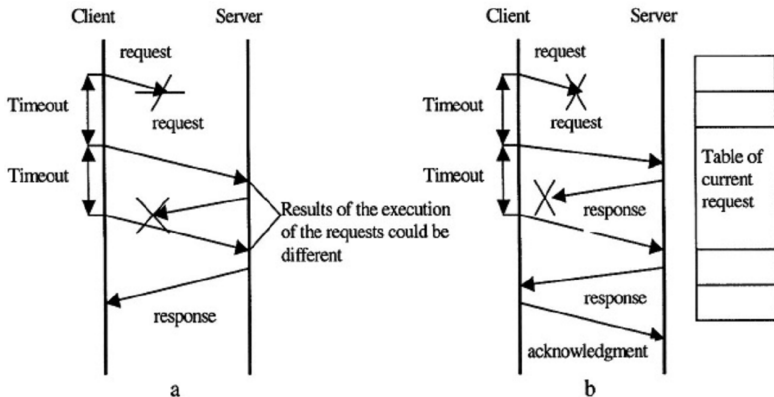 Client
Server
request
Timeout
request
Timeout
Results of the execution
of the requests could be
different
response
a
Client
Server
request
Timeout
request
Timeout
response
Table of
current
request
response
acknowledgment
b